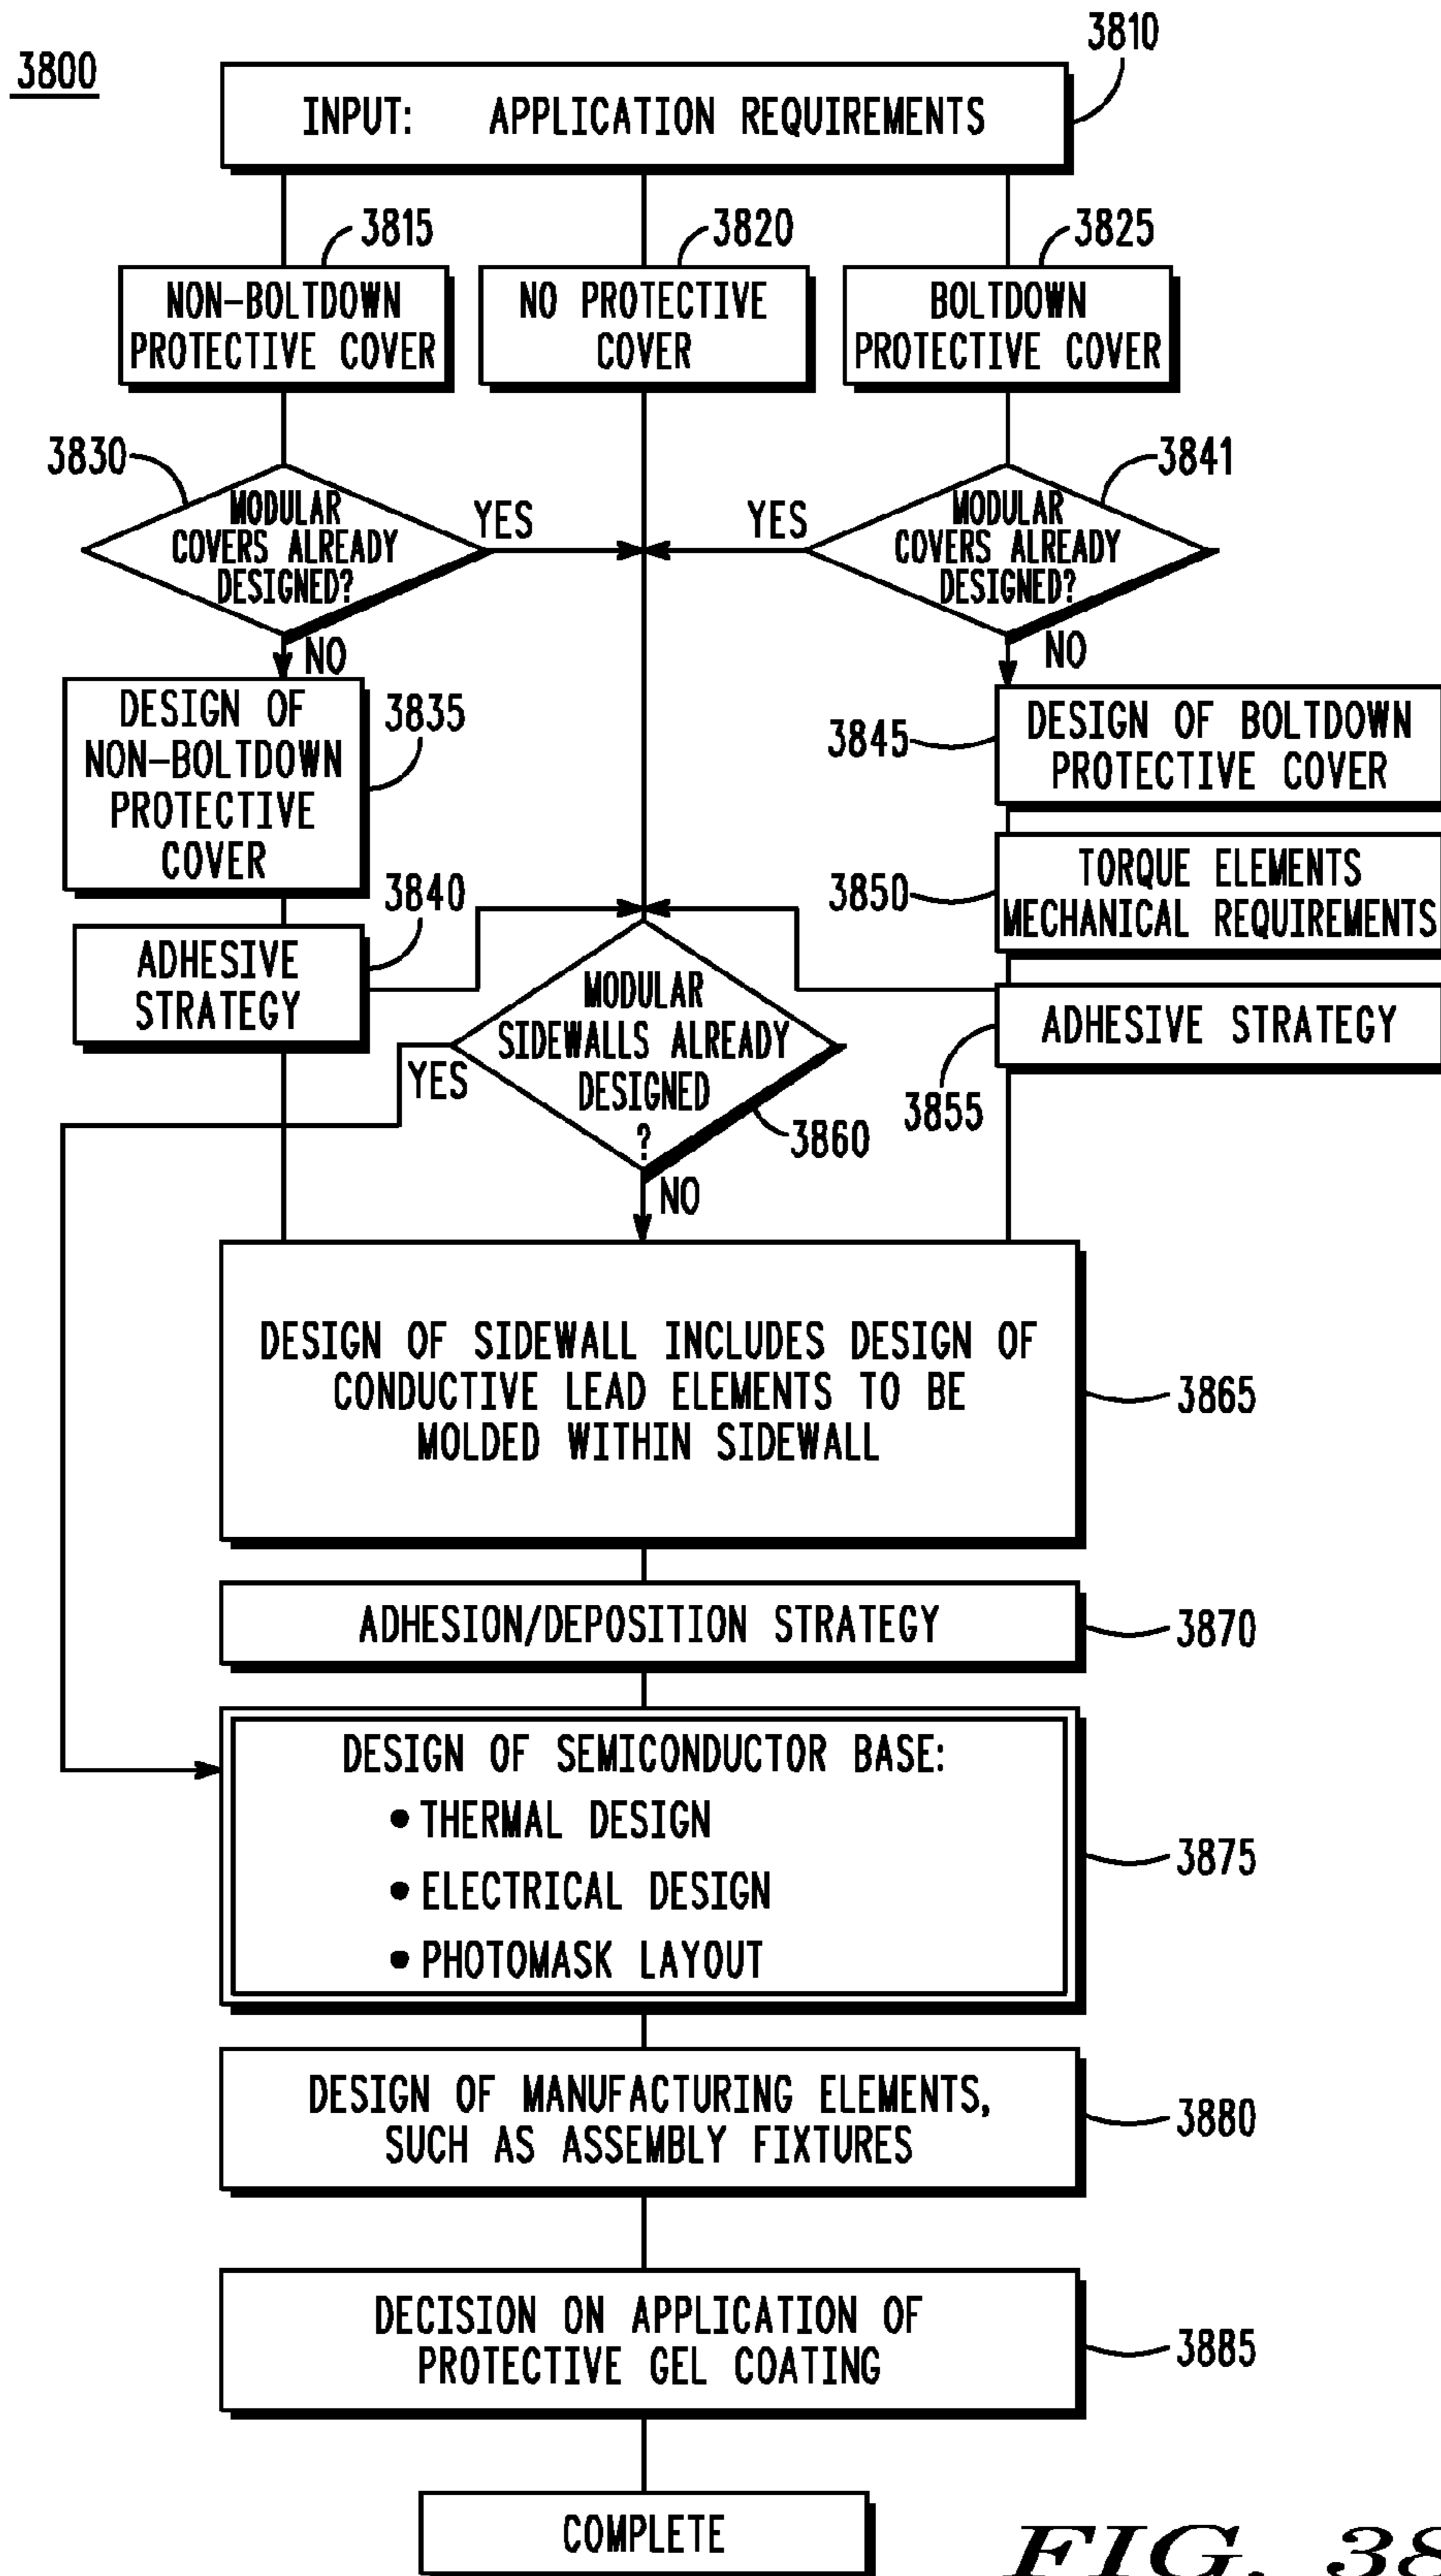 3800
3810
INPUT: APPLICATION REQUIREMENTS
3815
3820
3825
NON-BOLTDOWN
PROTECTIVE COVER
NO PROTECTIVE
COVER
BOLTDOWN
PROTECTIVE COVER
3830
MODULAR
COVERS ALREADY
DESIGNED?
YES
NO
3841
MODULAR
COVERS ALREADY
DESIGNED?
YES
NO
DESIGN OF
NON-BOLTDOWN
PROTECTIVE
COVER
3835
3840
ADHESIVE
STRATEGY
3845
DESIGN OF BOLTDOWN
PROTECTIVE COVER
3850
TORQUE ELEMENTS
MECHANICAL REQUIREMENTS
ADHESIVE STRATEGY
3855
MODULAR
SIDEWALLS ALREADY
DESIGNED
?
YES
3860
NO
DESIGN OF SIDEWALL INCLUDES DESIGN OF
CONDUCTIVE LEAD ELEMENTS TO BE
MOLDED WITHIN SIDEWALL
3865
ADHESION/DEPOSITION STRATEGY
3870
DESIGN OF SEMICONDUCTOR BASE:
• THERMAL DESIGN
• ELECTRICAL DESIGN
• PHOTOMASK LAYOUT
3875
DESIGN OF MANUFACTURING ELEMENTS,
SUCH AS ASSEMBLY FIXTURES
3880
DECISION ON APPLICATION OF
PROTECTIVE GEL COATING
3885
COMPLETE
FIG. 38